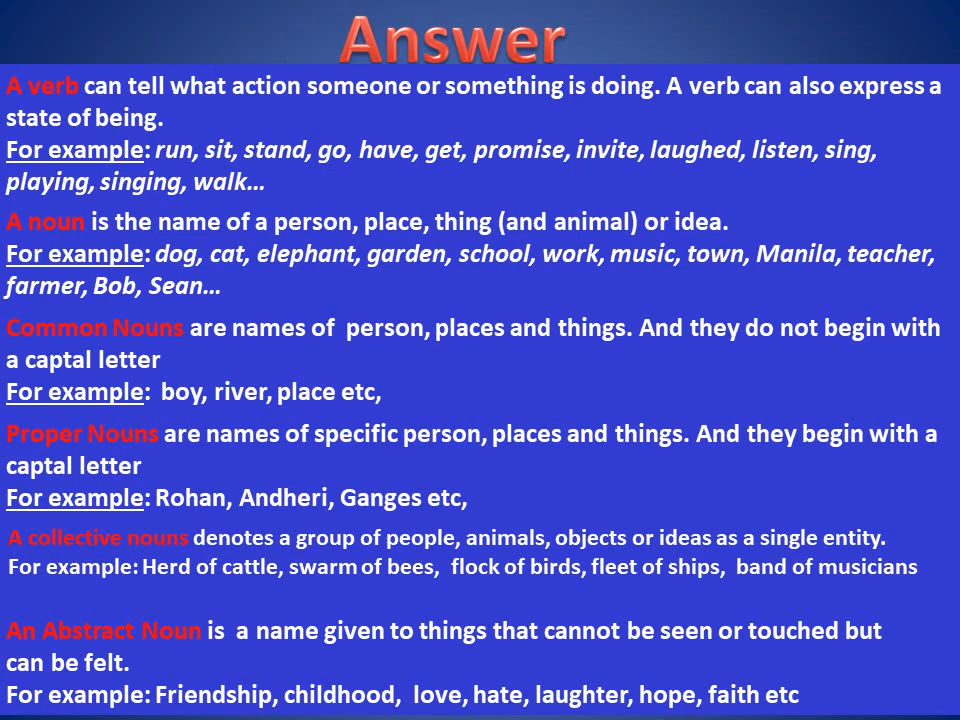 Answer
A verb can tell what action someone or something is doing. A verb can also express a
state of being.
For example: run, sit, stand, go, have, get, promise, invite, laughed, listen, sing,
playing, singing, walk…
A noun is the name of a person, place, thing (and animal) or idea.
For example: dog, cat, elephant, garden, school, work, music, town, Manila, teacher,
farmer, Bob, Sean…
Common Nouns are names of  person, places and things. And they do not begin with
a captal letter
For example:  boy, river, place etc,
Proper Nouns are names of specific person, places and things. And they begin with a
captal letter
For example: Rohan, Andheri, Ganges etc,
A collective nouns denotes a group of people, animals, objects or ideas as a single entity.
For example: Herd of cattle, swarm of bees,  flock of birds, fleet of ships,  band of musicians
An Abstract Noun is  a name given to things that cannot be seen or touched but
can be felt.
For example: Friendship, childhood,  love, hate, laughter, hope, faith etc